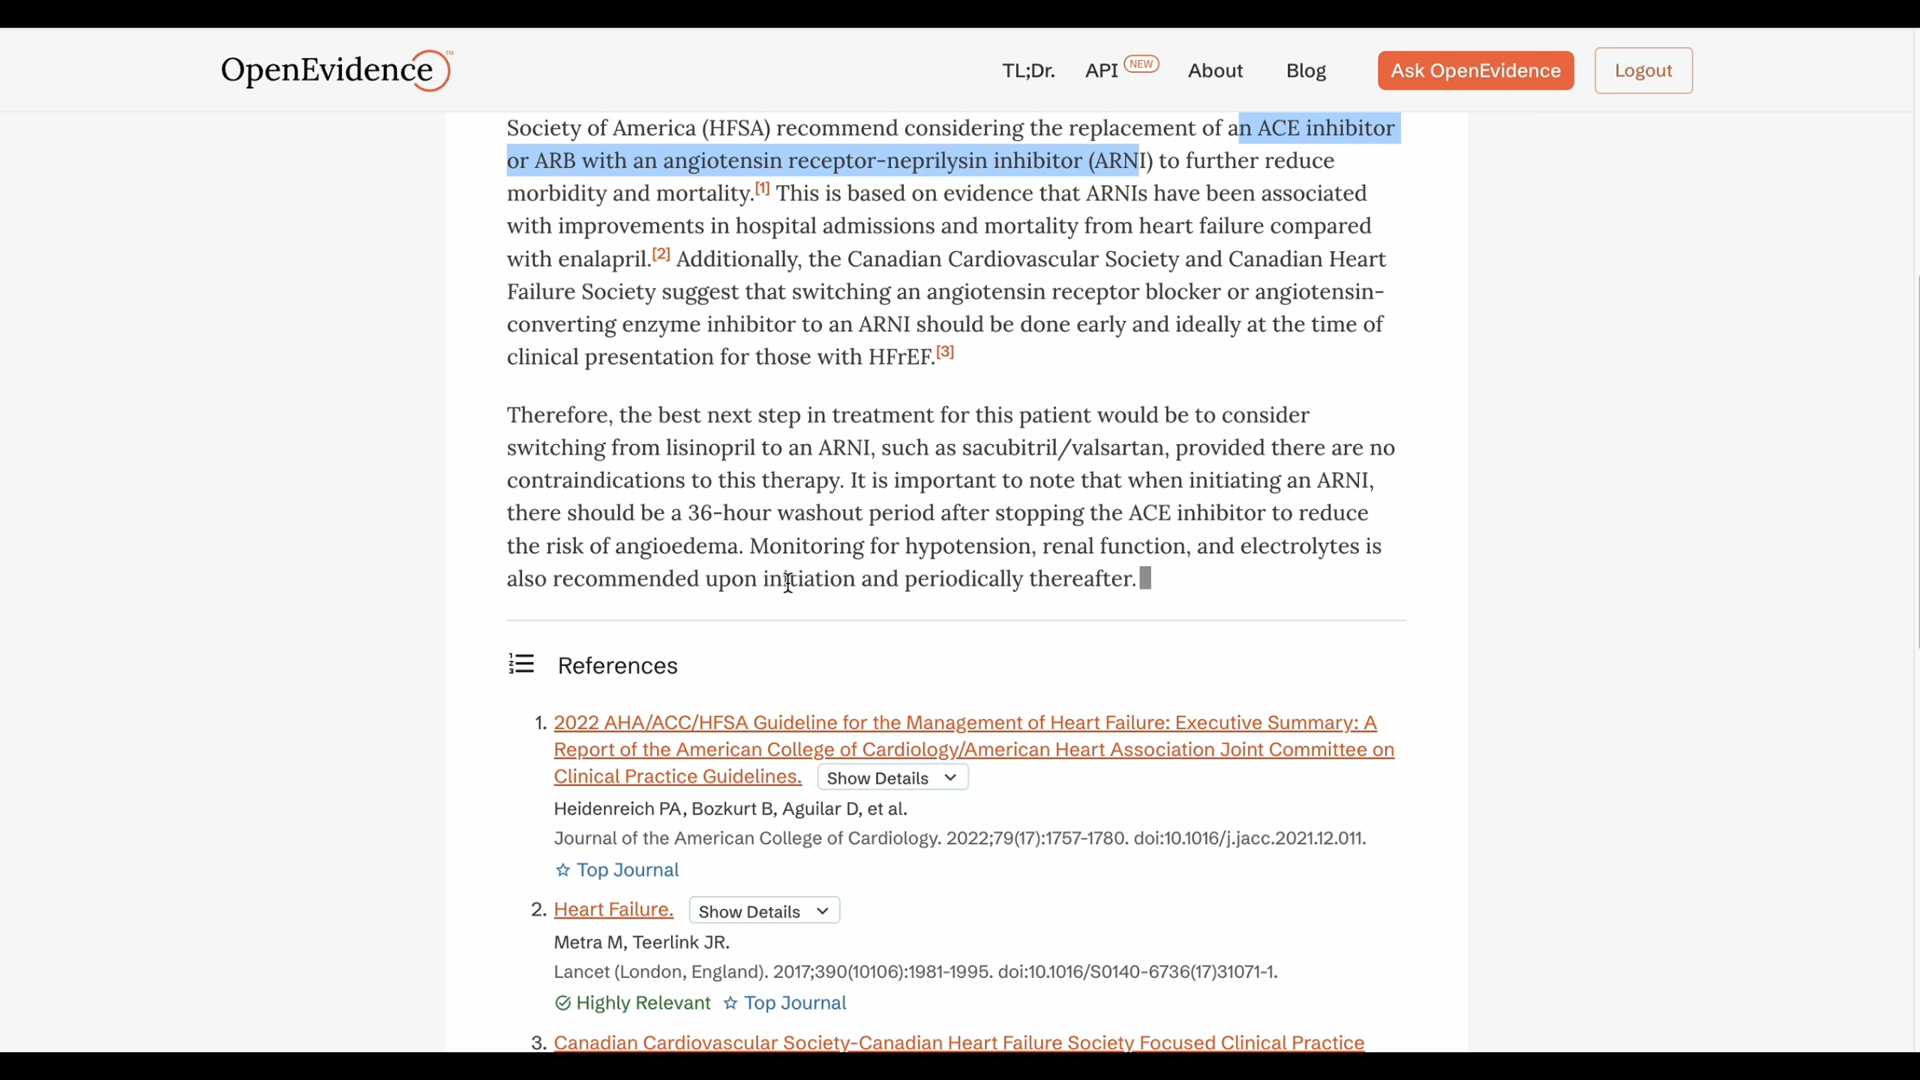 OpenEvidence™
TL;Dr. API NEW About Blog Ask OpenEvidence Logout
Society of America (HFSA) recommend considering the replacement of an ACE inhibitor
or ARB with an angiotensin receptor-neprilysin inhibitor (ARNI) to further reduce
morbidity and mortality.[1] This is based on evidence that ARNIs have been associated
with improvements in hospital admissions and mortality from heart failure compared
with enalapril.[2] Additionally, the Canadian Cardiovascular Society and Canadian Heart
Failure Society suggest that switching an angiotensin receptor blocker or angiotensin-
converting enzyme inhibitor to an ARNI should be done early and ideally at the time of
clinical presentation for those with HFrEF.[3]
Therefore, the best next step in treatment for this patient would be to consider
switching from lisinopril to an ARNI, such as sacubitril/valsartan, provided there are no
contraindications to this therapy. It is important to note that when initiating an ARNI,
there should be a 36-hour washout period after stopping the ACE inhibitor to reduce
the risk of angioedema. Monitoring for hypotension, renal function, and electrolytes is
also recommended upon initiation and periodically thereafter.
References
1. 2022 AHA/ACC/HFSA Guideline for the Management of Heart Failure: Executive Summary: A
Report of the American College of Cardiology/American Heart Association Joint Committee on
Clinical Practice Guidelines. Show Details
Heidenreich PA, Bozkurt B, Aguilar D, et al.
Journal of the American College of Cardiology. 2022;79(17):1757-1780. doi:10.1016/j.jacc.2021.12.011.
Top Journal
2. Heart Failure. Show Details
Metra M, Teerlink JR.
Lancet (London, England). 2017;390(10106):1981-1995. doi:10.1016/S0140-6736(17)31071-1.
Highly Relevant Top Journal
3. Canadian Cardiovascular Society-Canadian Heart Failure Society Focused Clinical Practice